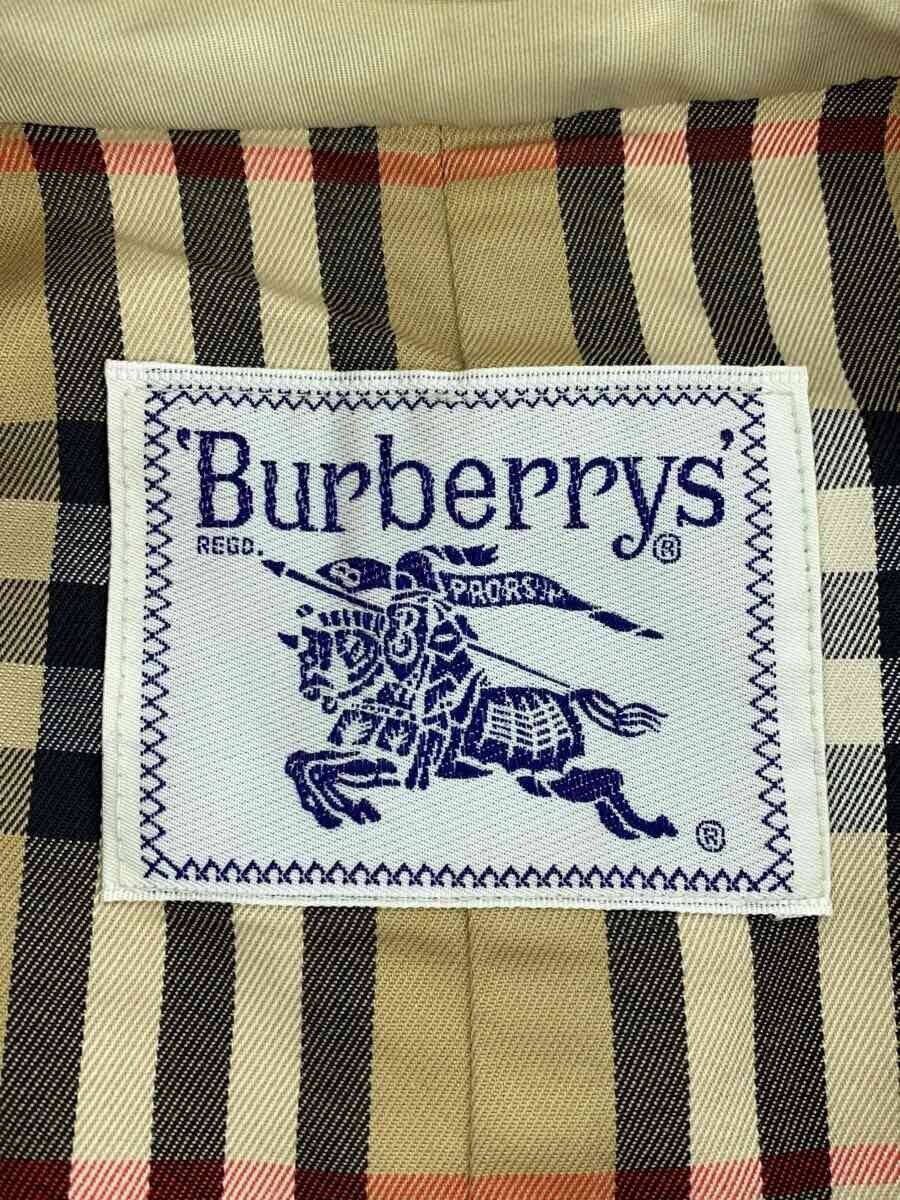 'Burberrys'
REGD. ®
B PRORSUM
®